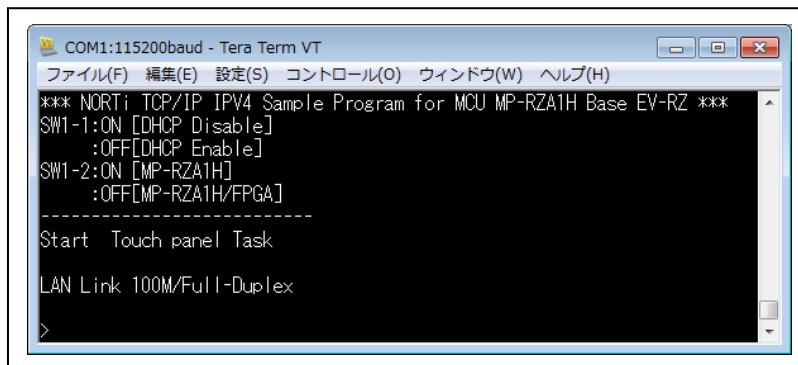 COM1:115200baud - Tera Term VT
ファイル(F) 編集(E) 設定(S) コントロール(O) ウィンドウ(W) ヘルプ(H)
*** NORTi TCP/IP IPV4 Sample Program for MCU MP-RZA1H Base EV-RZ ***
SW1-1:ON [DHCP Disable]
     :OFF[DHCP Enable]
SW1-2:ON [MP-RZA1H]
     :OFF[MP-RZA1H/FPGA]
---------------------------
Start  Touch panel Task
LAN Link 100M/Full-Duplex
>